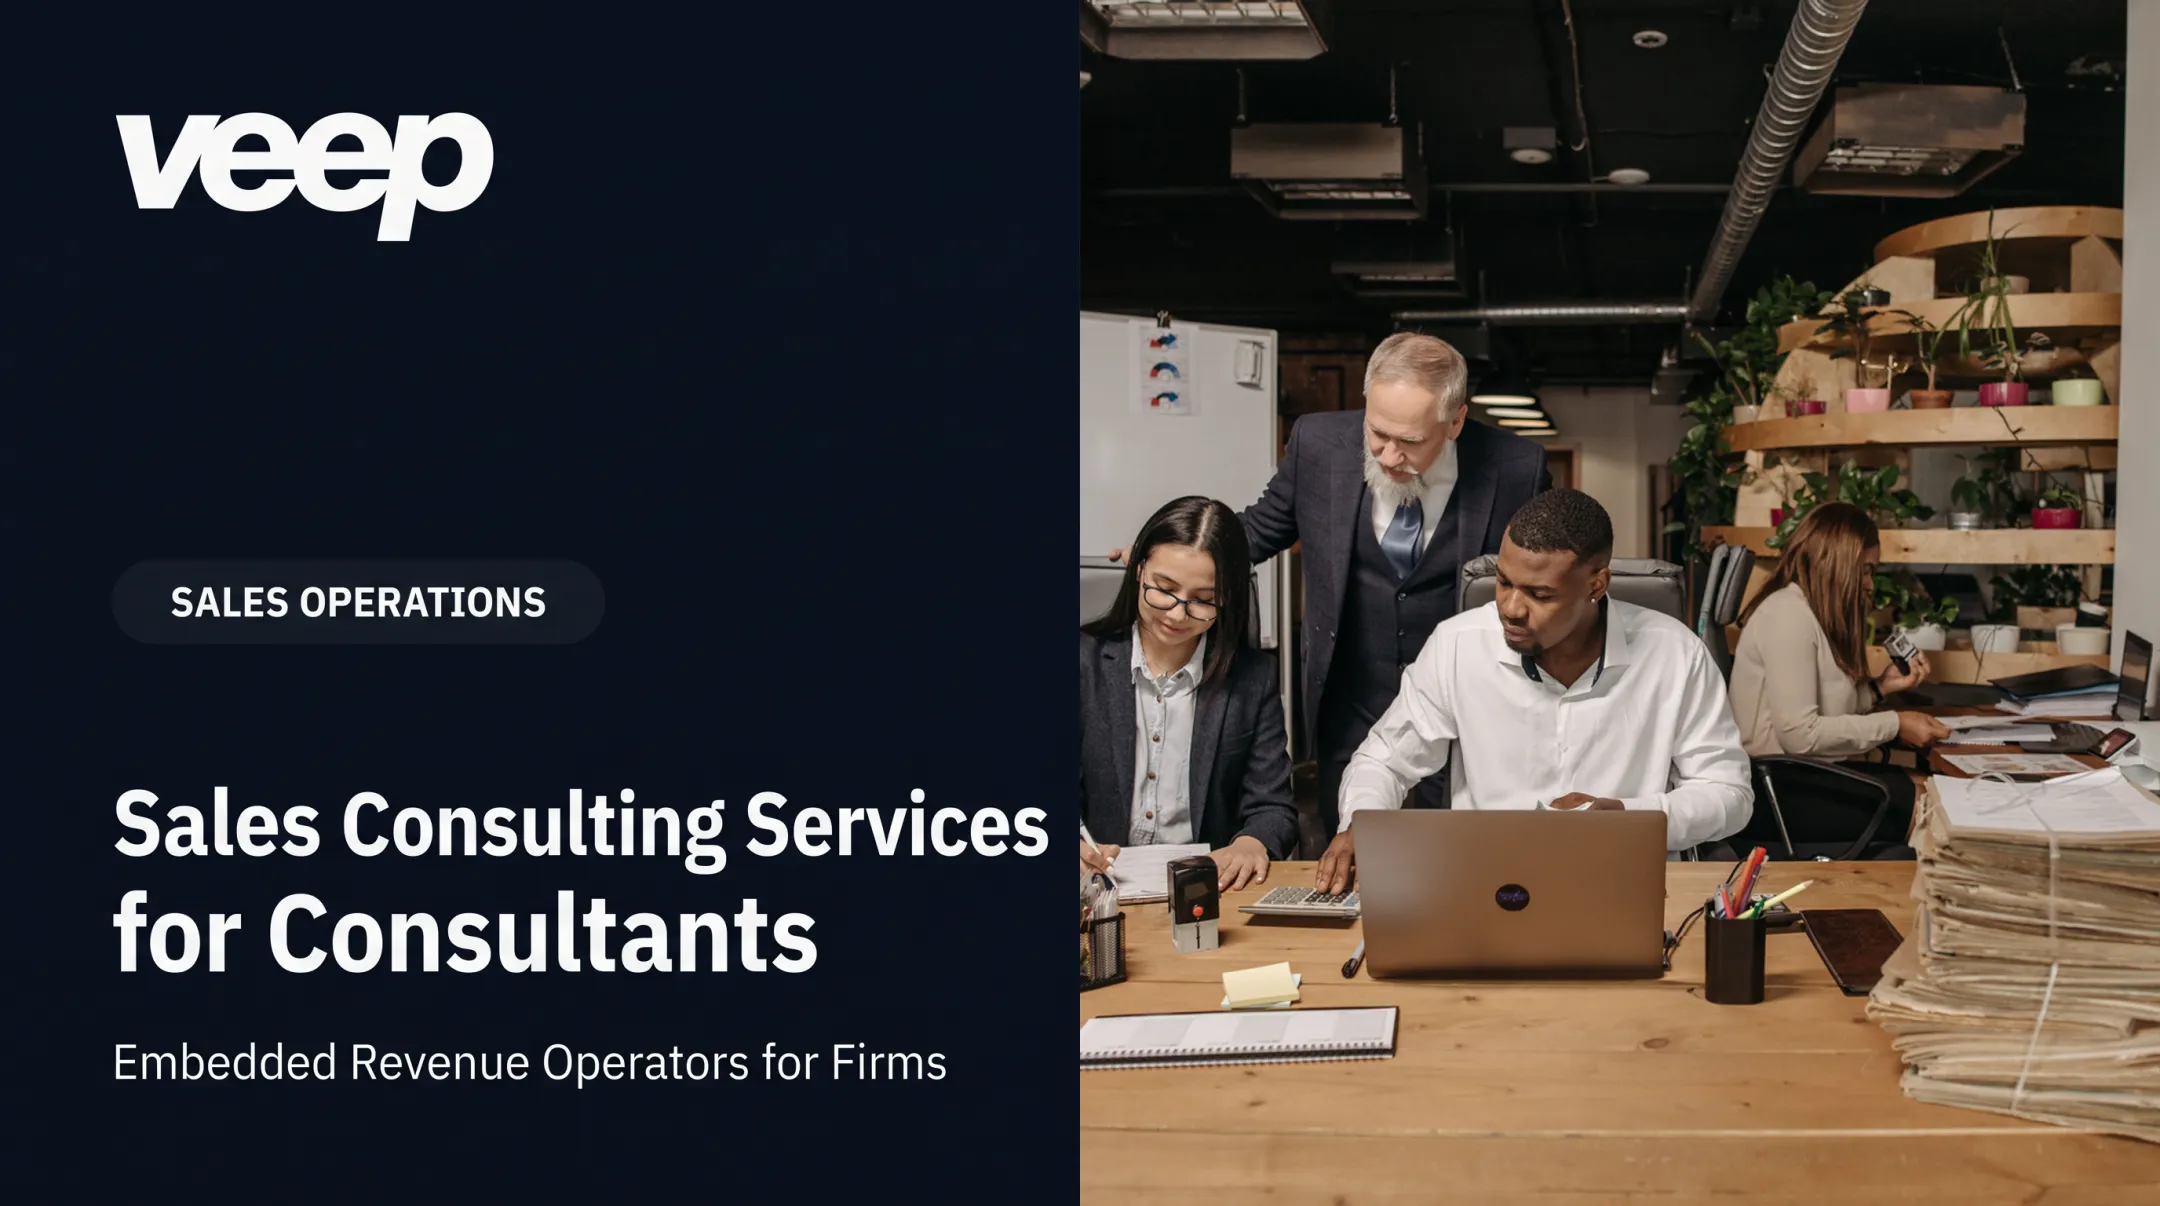 veep
SALES OPERATIONS
Sales Consulting Services
for Consultants
Embedded Revenue Operators for Firms